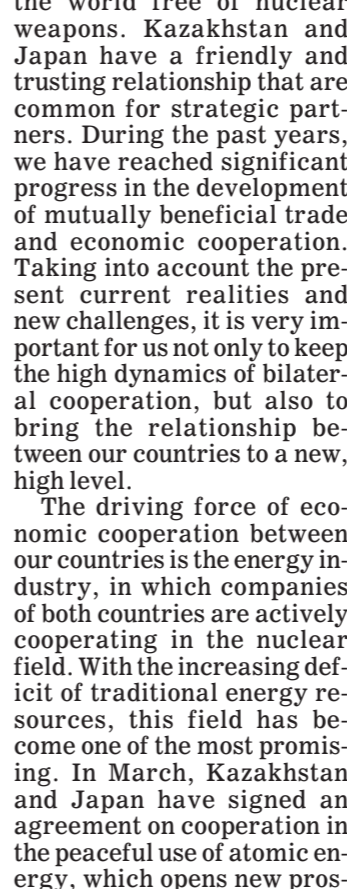 the world free of nuclear
weapons. Kazakhstan and
Japan have a friendly and
trusting relationship that are
common for strategic part-
ners. During the past years,
we have reached significant
progress in the development
of mutually beneficial trade
and economic cooperation.
Taking into account the pre-
sent current realities and
new challenges, it is very im-
portant for us not only to keep
the high dynamics of bilater-
al cooperation, but also to
bring the relationship be-
tween our countries to a new,
high level.
The driving force of eco-
nomic cooperation between
our countries is the energy in-
dustry, in which companies
of both countries are actively
cooperating in the nuclear
field. With the increasing def-
icit of traditional energy re-
sources, this field has be-
come one of the most promis-
ing. In March, Kazakhstan
and Japan have signed an
agreement on cooperation in
the peaceful use of atomic en-
ergy, which opens new pros-